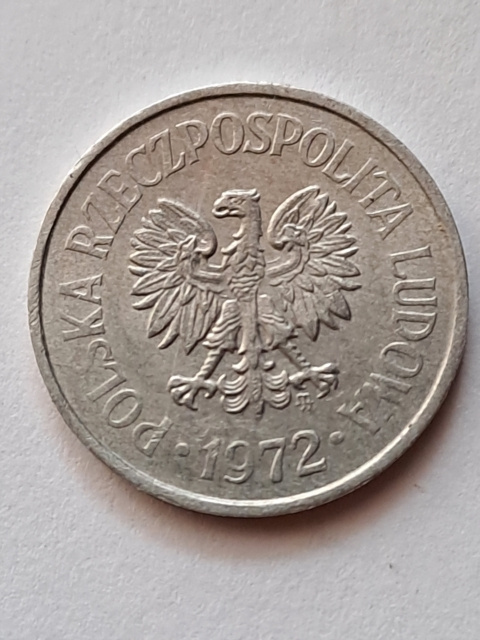 POLSKA RZECZPOSPOLITA LUDOWA
· 1972 ·